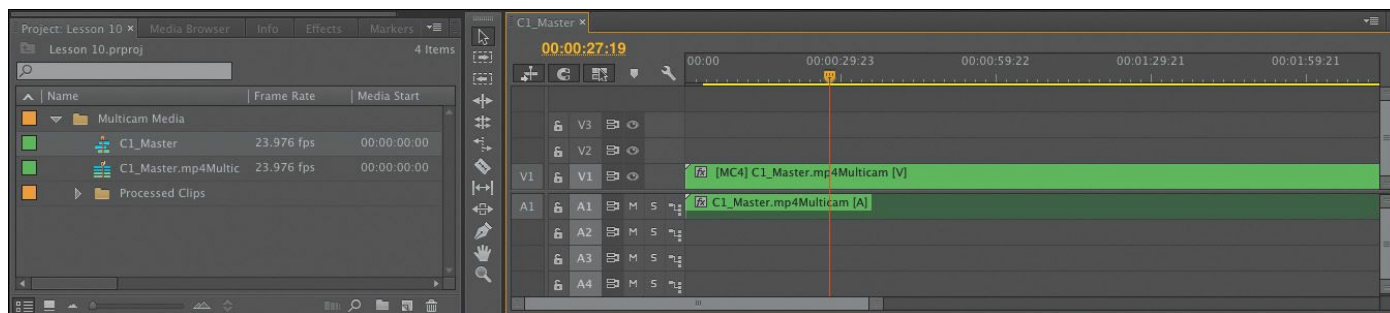 Project: Lesson 10 × Media Browser Info Effects Markers
Lesson 10.prproj 4 Items
Name Frame Rate Media Start
Multicam Media
C1_Master 23.976 fps 00:00:00:00
C1_Master.mp4Multic 23.976 fps 00:00:00:00
Processed Clips
C1_Master ×
00:00:27:19
00:00 00:00:29:23 00:00:59:22 00:01:29:21 00:01:59:21
V3
V2
V1 V1 fx [MC4] C1_Master.mp4Multicam [V]
A1 A1 M S fx C1_Master.mp4Multicam [A]
A2 M S
A3 M S
A4 M S